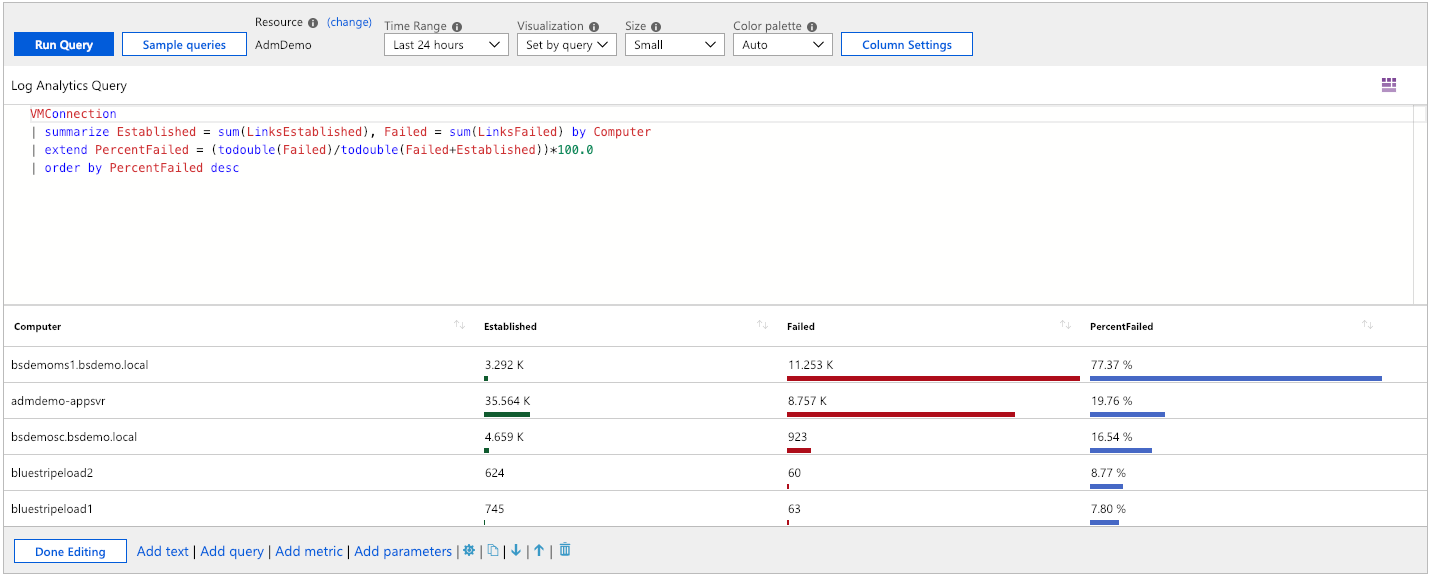 Resource (change) Time Range Visualization Size Color palette
Run Query Sample queries AdmDemo Last 24 hours Set by query Small Auto Column Settings
Log Analytics Query
VMConnection
| summarize Established = sum(LinksEstablished), Failed = sum(LinksFailed) by Computer
| extend PercentFailed = (todouble(Failed)/todouble(Failed+Established))*100.0
| order by PercentFailed desc
Computer Established Failed PercentFailed
bsdemoms1.bsdemo.local 3.292 K 11.253 K 77.37 %
admdemo-appsvr 35.564 K 8.757 K 19.76 %
bsdemosc.bsdemo.local 4.659 K 923 16.54 %
bluestripeload2 624 60 8.77 %
bluestripeload1 745 63 7.80 %
Done Editing Add text | Add query | Add metric | Add parameters | | | | |